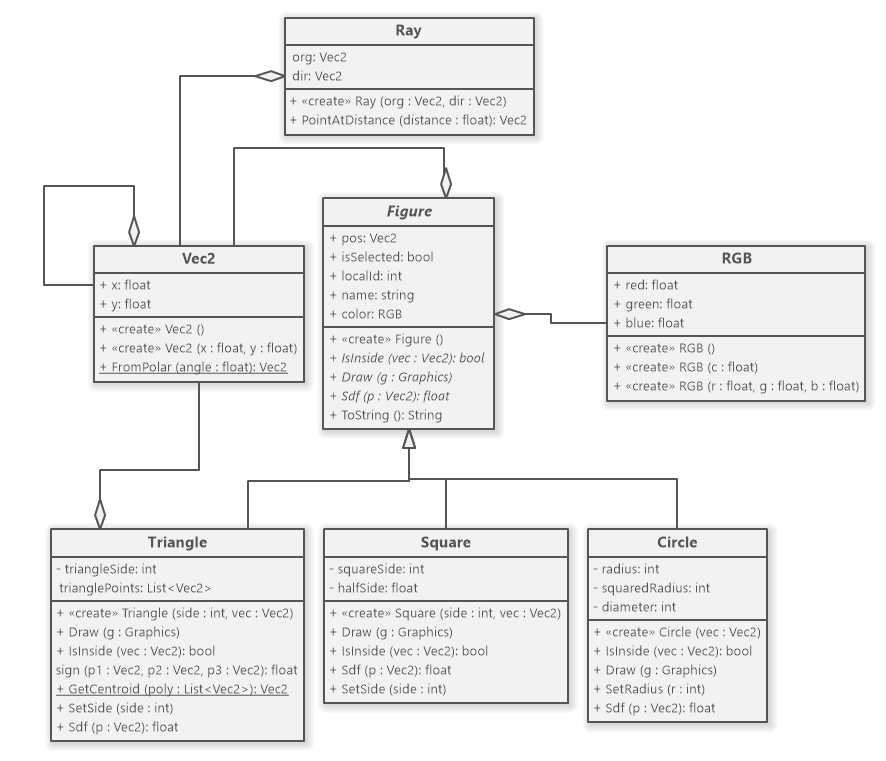 Ray
org: Vec2
dir: Vec2
+ «create» Ray (org : Vec2, dir : Vec2)
+ PointAtDistance (distance : float): Vec2
Figure
+ pos: Vec2
+ isSelected: bool
+ localId: int
+ name: string
+ color: RGB
+ «create» Figure ()
+ IsInside (vec : Vec2): bool
+ Draw (g : Graphics)
+ Sdf (p : Vec2): float
+ ToString (): String
Vec2
+ x: float
+ y: float
+ «create» Vec2 ()
+ «create» Vec2 (x : float, y : float)
+ FromPolar (angle : float): Vec2
RGB
+ red: float
+ green: float
+ blue: float
+ «create» RGB ()
+ «create» RGB (c : float)
+ «create» RGB (r : float, g : float, b : float)
Triangle
- triangleSide: int
trianglePoints: List<Vec2>
+ «create» Triangle (side : int, vec : Vec2)
+ Draw (g : Graphics)
+ IsInside (vec : Vec2): bool
sign (p1 : Vec2, p2 : Vec2, p3 : Vec2): float
+ GetCentroid (poly : List<Vec2>): Vec2
+ SetSide (side : int)
+ Sdf (p : Vec2): float
Square
- squareSide: int
- halfSide: float
+ «create» Square (side : int, vec : Vec2)
+ Draw (g : Graphics)
+ IsInside (vec : Vec2): bool
+ Sdf (p : Vec2): float
+ SetSide (side : int)
Circle
- radius: int
- squaredRadius: int
- diameter: int
+ «create» Circle (vec : Vec2)
+ IsInside (vec : Vec2): bool
+ Draw (g : Graphics)
+ SetRadius (r : int)
+ Sdf (p : Vec2): float